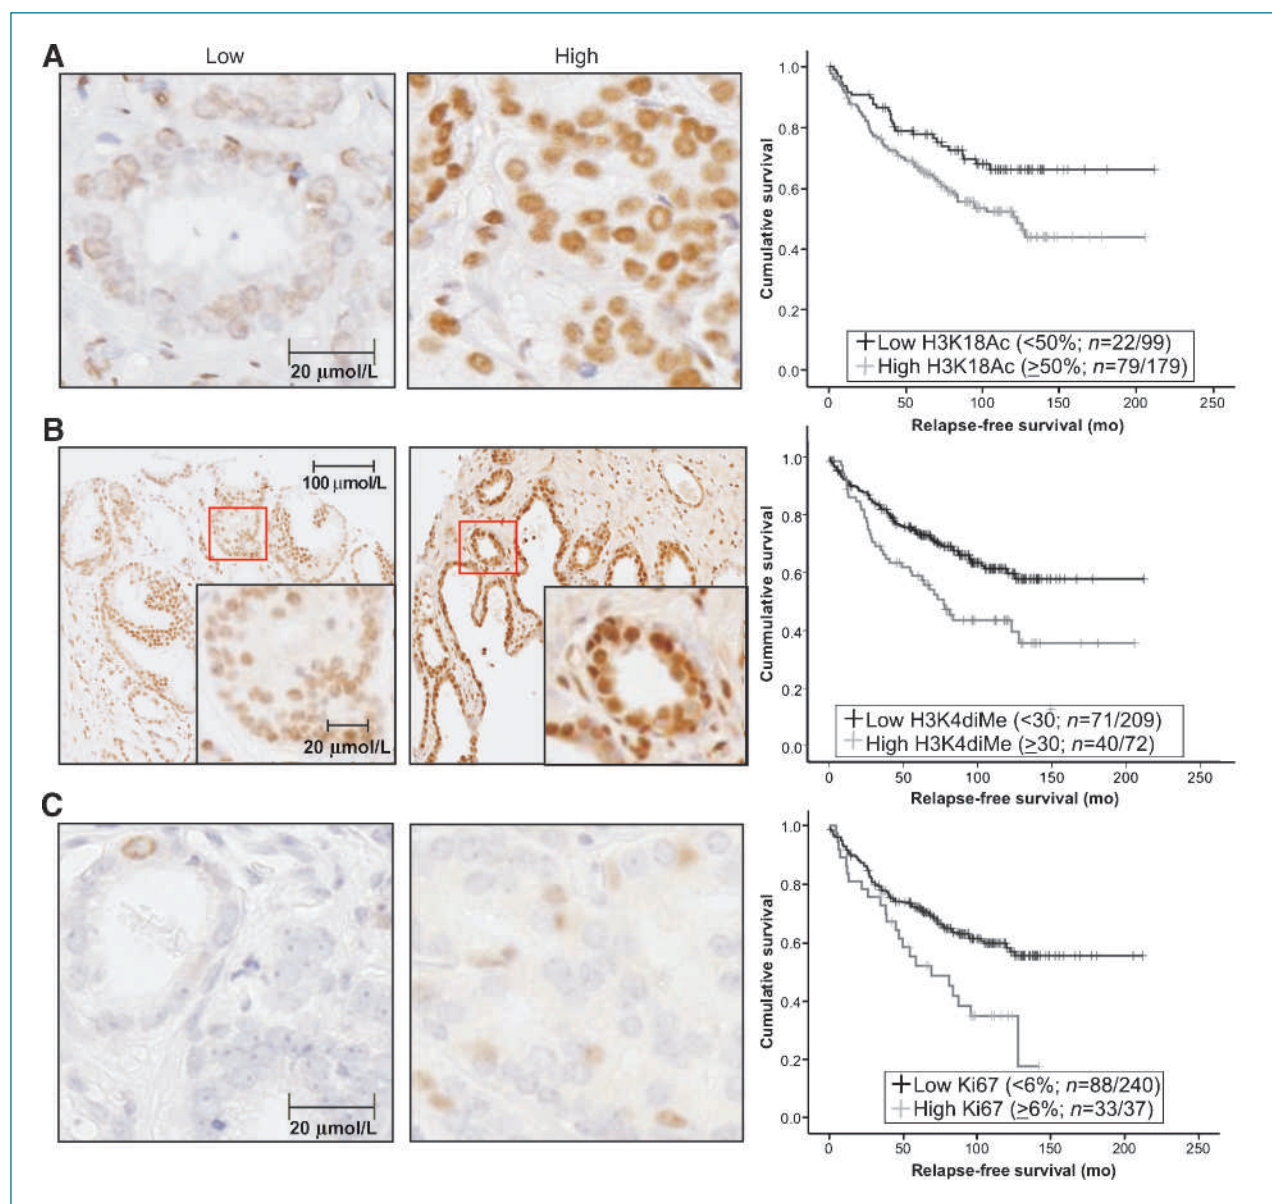 A
Low
High
20 μmol/L
Cumulative survival
1.0
0.8
0.6
0.4
0.2
0.0
Low H3K18Ac (<50%; n=22/99)
High H3K18Ac (≥50%; n=79/179)
0 50 100 150 200 250
Relapse-free survival (mo)
B
100 μmol/L
20 μmol/L
Cummulative survival
1.0
0.8
0.6
0.4
0.2
0.0
Low H3K4diMe (<30; n=71/209)
High H3K4diMe (≥30; n=40/72)
0 50 100 150 200 250
Relapse-free survival (mo)
C
20 μmol/L
Cumulative survival
1.0
0.8
0.6
0.4
0.2
0.0
Low Ki67 (<6%; n=88/240)
High Ki67 (≥6%; n=33/37)
0 50 100 150 200 250
Relapse-free survival (mo)